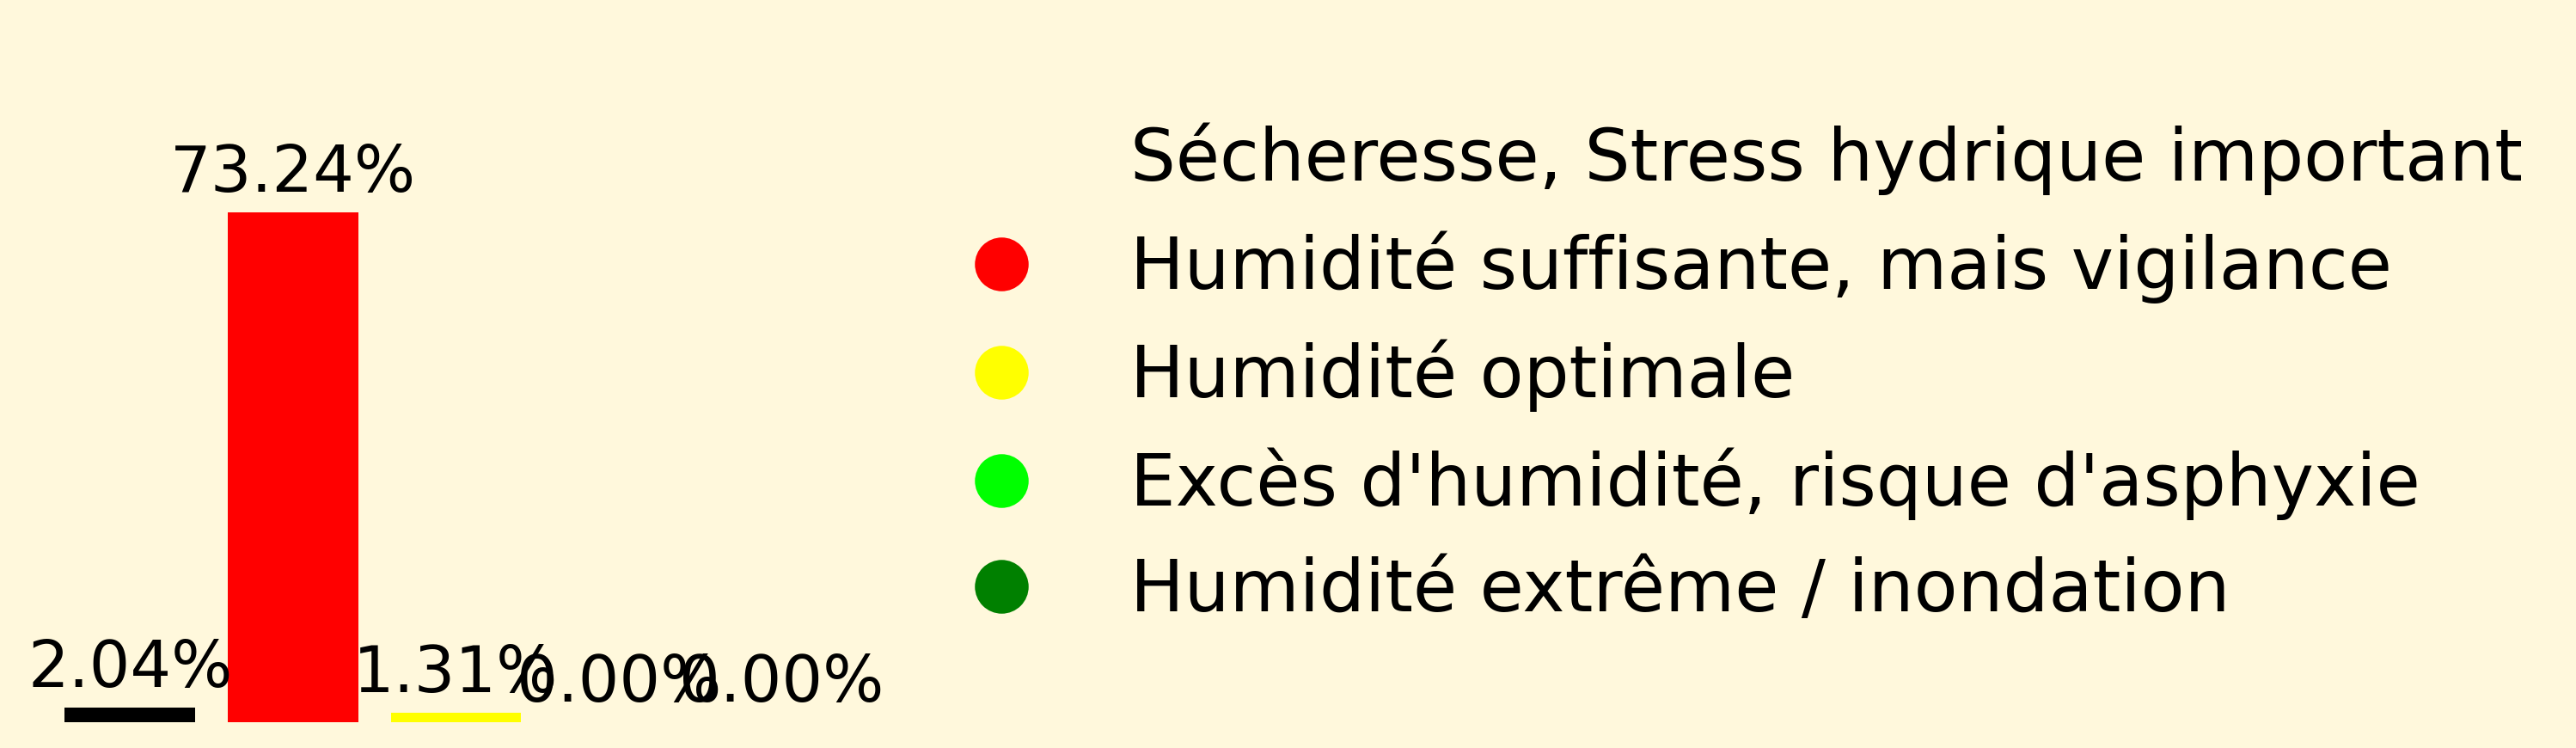 73.24%
2.04%
1.31%
0.00%
0.00%
Sécheresse, Stress hydrique important
Humidité suffisante, mais vigilance
Humidité optimale
Excès d'humidité, risque d'asphyxie
Humidité extrême / inondation